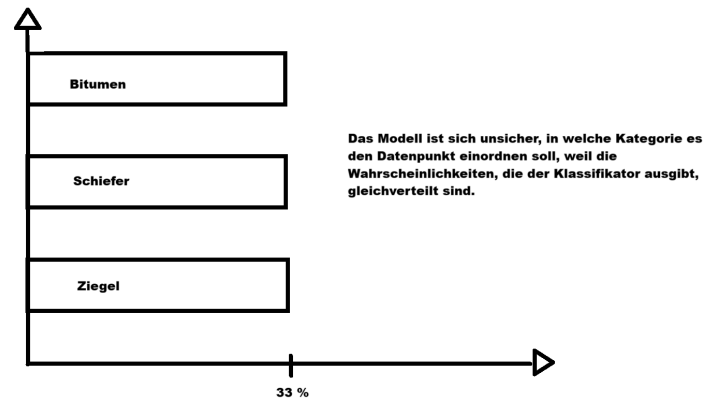 Bitumen
Das Modell ist sich unsicher, in welche Kategorie es
den Datenpunkt einordnen soll, weil die
Wahrscheinlichkeiten, die der Klassifikator ausgibt,
gleichverteilt sind.
Schiefer
Ziegel
33 %